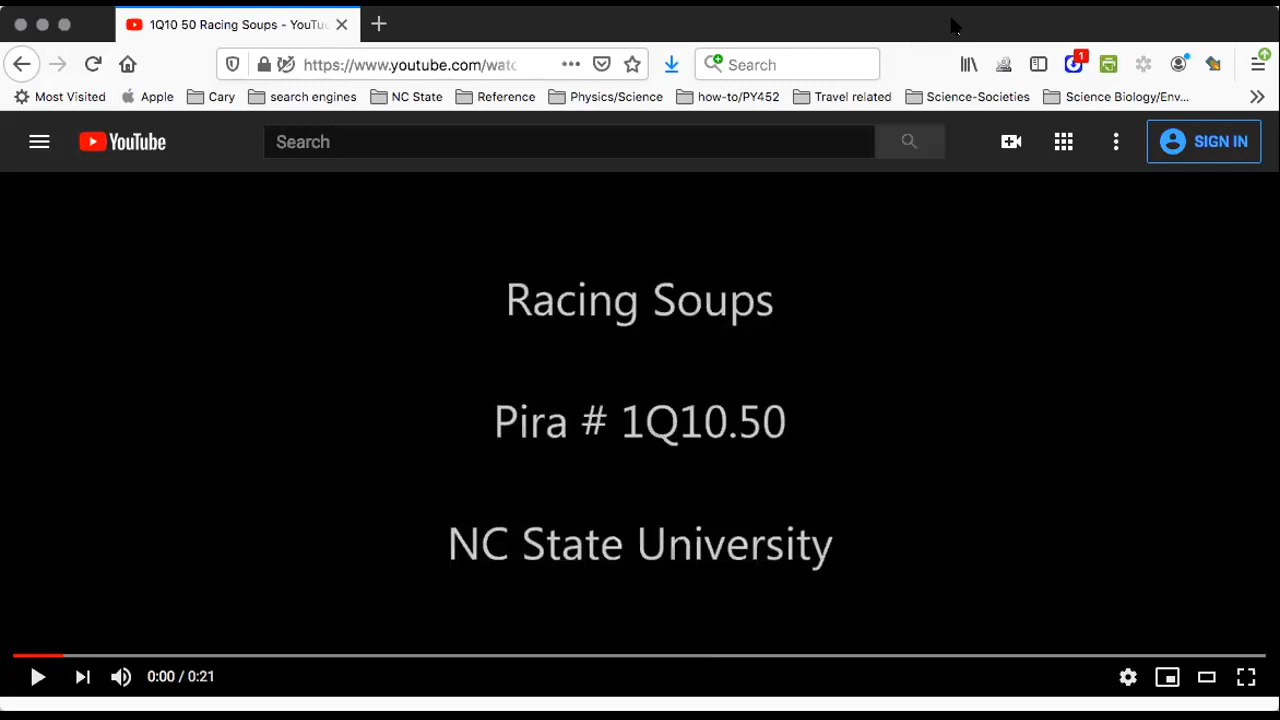 1Q10 50 Racing Soups - YouTu
https://www.youtube.com/watc
Search
1
Most Visited
Apple
Cary
search engines
NC State
Reference
Physics/Science
how-to/PY452
Travel related
Science-Societies
Science Biology/Env...
YouTube
Search
SIGN IN
Racing Soups
Pira # 1Q10.50
NC State University
0:00 / 0:21